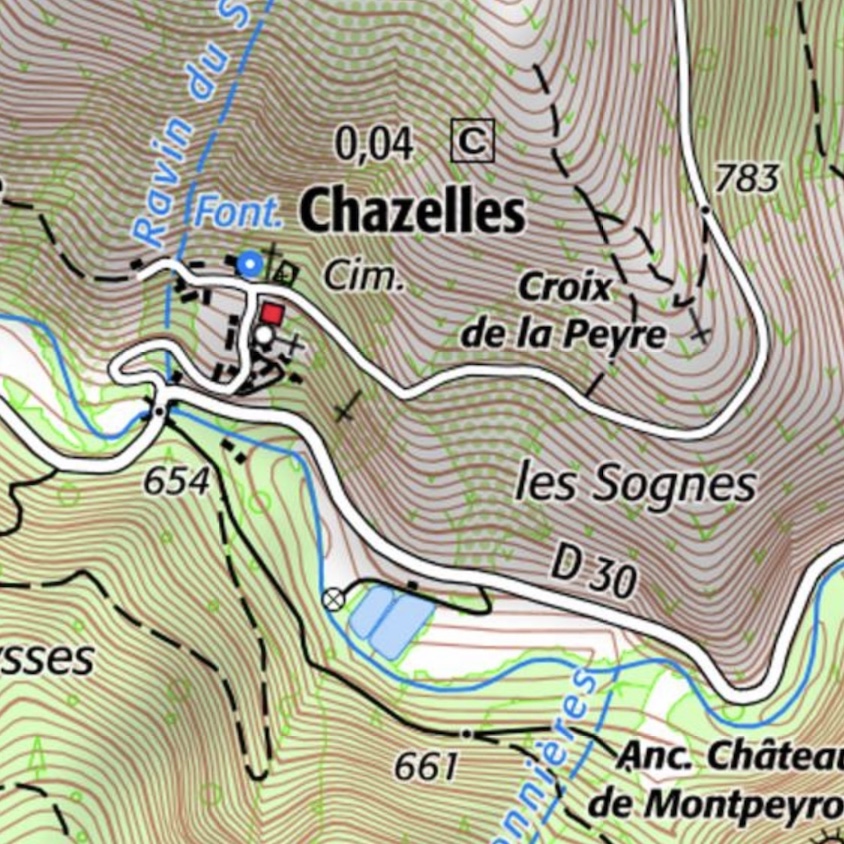 Ravin du S
0,04 C
783
Font. Chazelles
Cim.
Croix
de la Peyre
654
les Sognes
D 30
661
Anc. Château
de Montpeyro